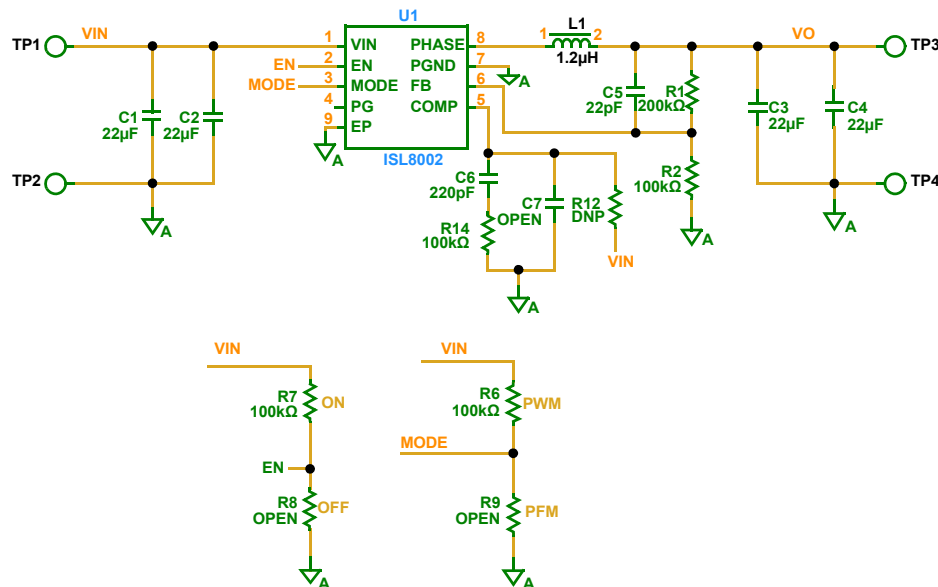 U1
TP1
VIN
1
VIN
PHASE
8
1
L1
2
VO
TP3
EN
2
EN
PGND
7
A
1.2µH
MODE
3
MODE
FB
6
4
PG
COMP
5
9
EP
A
ISL8002
C1
22µF
C2
22µF
C5
22pF
R1
200kΩ
C3
22µF
C4
22µF
TP2
A
C6
220pF
C7
OPEN
R12
DNP
R2
100kΩ
TP4
R14
100kΩ
VIN
A
A
A
VIN
R7
100kΩ
ON
EN
R8
OPEN
OFF
A
VIN
R6
100kΩ
PWM
MODE
R9
OPEN
PFM
A